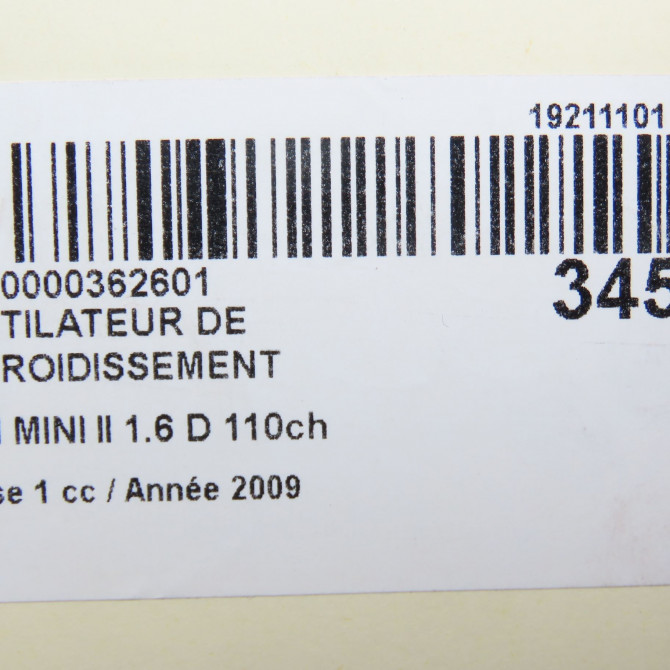 19211101
0000362601
345
TILATEUR DE
ROIDISSEMENT
MINI II 1.6 D 110ch
se 1 cc / Année 2009